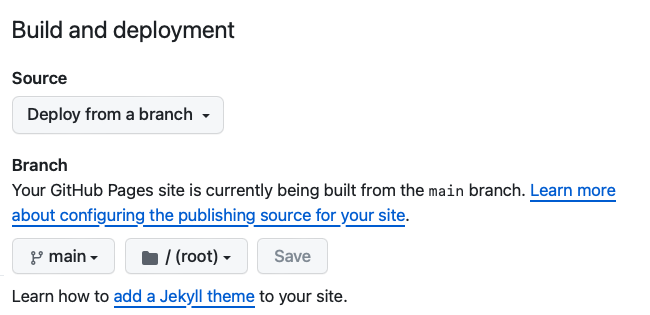 Build and deployment
Source
Deploy from a branch
Branch
Your GitHub Pages site is currently being built from the main branch. Learn more
about configuring the publishing source for your site.
main / (root) Save
Learn how to add a Jekyll theme to your site.